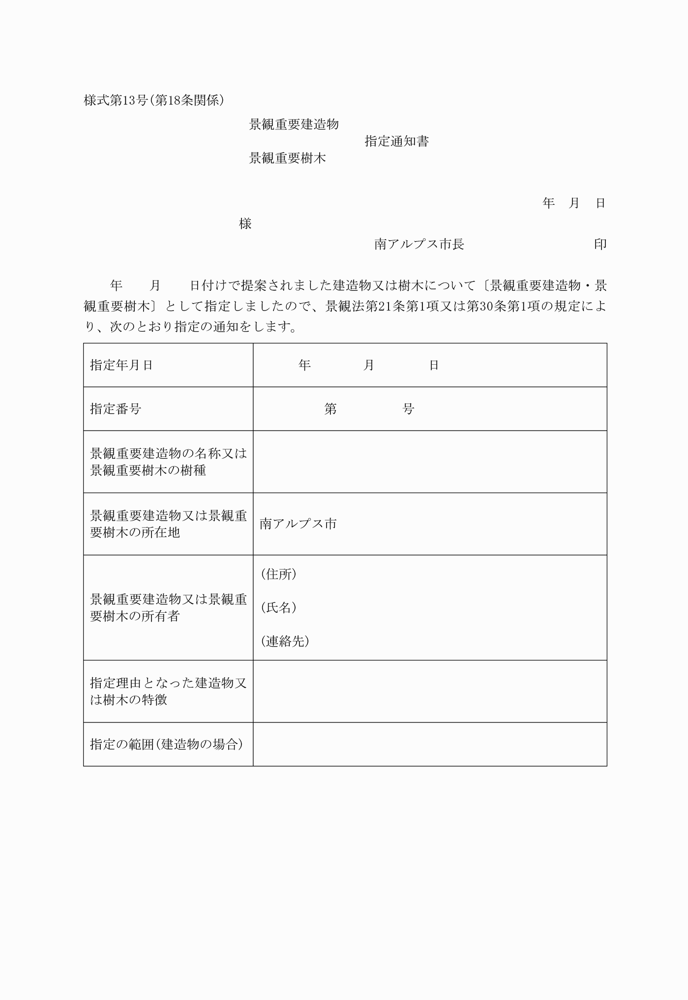 様式第13号(第18条関係)
景観重要建造物
指定通知書
景観重要樹木
年　月　日
様
南アルプス市長　　　　　　　　　　印
年　　月　　日付けで提案されました建造物又は樹木について〔景観重要建造物・景
観重要樹木〕として指定しましたので、景観法第21条第1項又は第30条第1項の規定によ
り、次のとおり指定の通知をします。
指定年月日　　年　　　　月　　　　日
指定番号　　第　　　　　号
景観重要建造物の名称又は
景観重要樹木の樹種
景観重要建造物又は景観重
要樹木の所在地
南アルプス市
景観重要建造物又は景観重
要樹木の所有者
(住所)
(氏名)
(連絡先)
指定理由となった建造物又
は樹木の特徴
指定の範囲(建造物の場合)